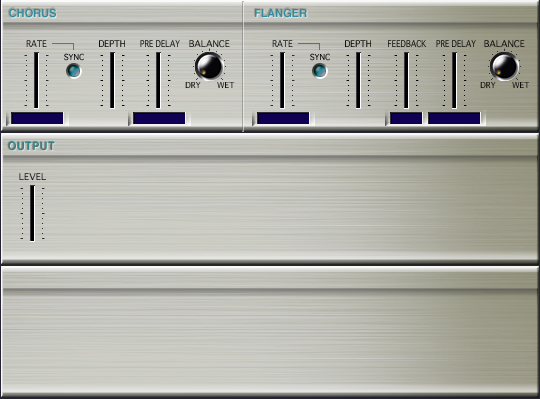 CHORUS FLANGER
RATE DEPTH PRE DELAY BALANCE RATE DEPTH FEEDBACK PRE DELAY BALANCE
SYNC SYNC
DRY WET DRY WET
OUTPUT
LEVEL